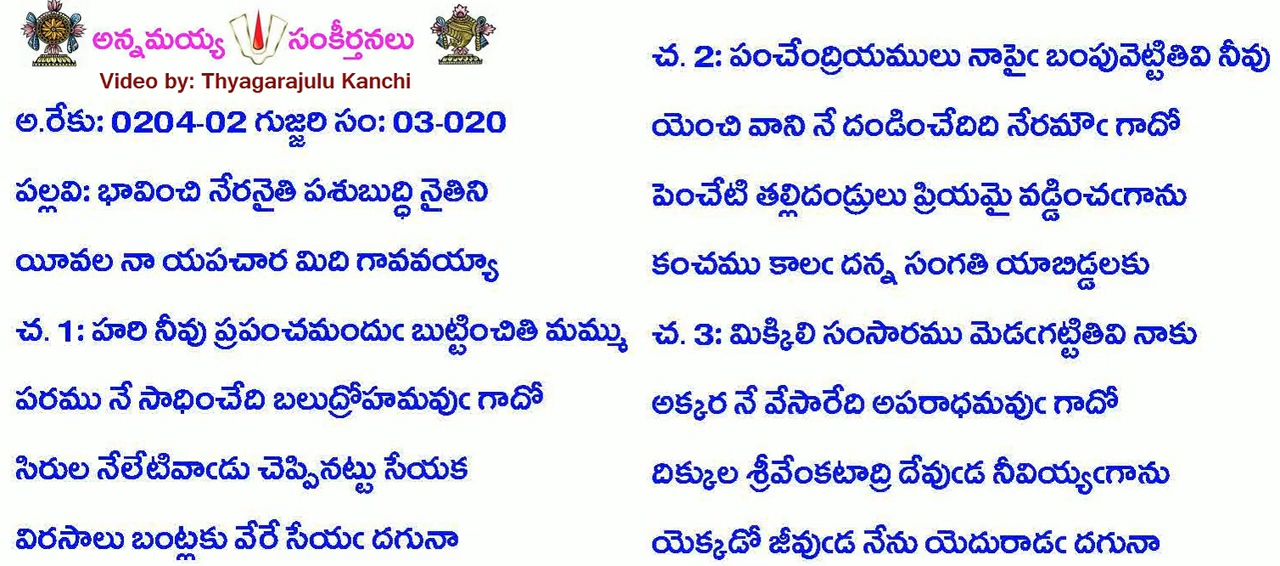 అన్నమయ్య సంకీర్తనలు
Video by: Thyagarajulu Kanchi
అ.రేకు: 0204-02 గుజ్జరి సం: 03-020
పల్లవి: భావించి నేరనైతి పశుబుద్ధి నైతిని
యీవల నా యపచార మిది గావవయ్యా
చ. 1: హరి నీవు ప్రపంచమందుఁ బుట్టించితి మమ్ము
పరము నే సాధించేది బలుద్రోహమవుఁ గాదో
సిరుల నేలేటివాఁడు చెప్పినట్టు సేయక
విరసాలు బంట్లకు వేరే సేయఁ దగునా
చ. 2: పంచేంద్రియములు నాపైఁ బంపువెట్టితివి నీవు
యెంచి వాని నే దండించేదిది నేరమౌఁ గాదో
పెంచేటి తల్లిదండ్రులు ప్రియమై వడ్డించఁగాను
కంచము కాలఁ దన్న సంగతి యాబిడ్డలకు
చ. 3: మిక్కిలి సంసారము మెడఁగట్టితివి నాకు
అక్కర నే వేసారేది అపరాధమవుఁ గాదో
దిక్కుల శ్రీవేంకటాద్రి దేవుఁడ నీవియ్యఁగాను
యెక్కడో జీవుఁడ నేను యెదురాడఁ దగునా